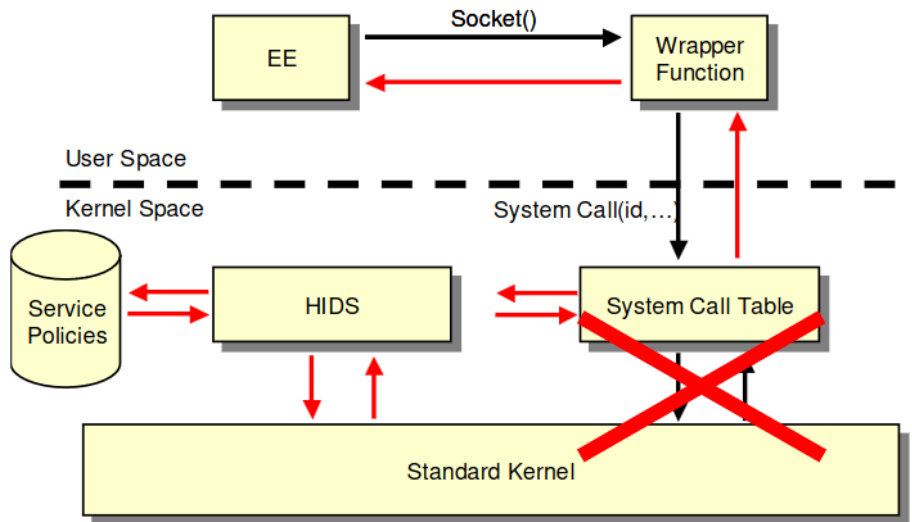 Socket()
EE
Wrapper
Function
User Space
Kernel Space
System Call(id,…)
Service
Policies
HIDS
System Call Table
Standard Kernel